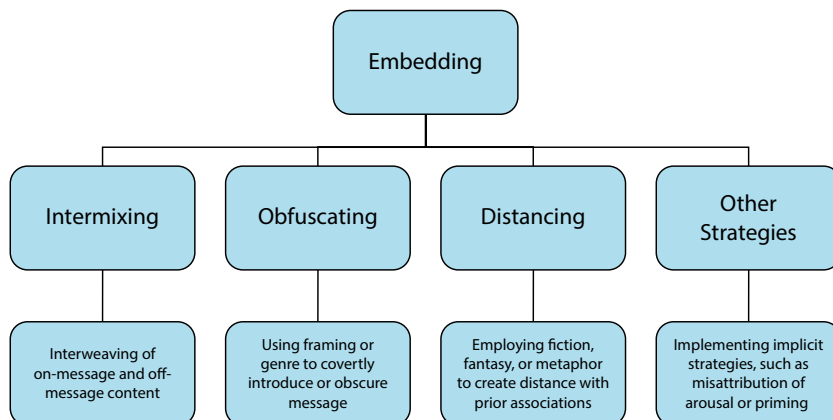 Embedding
Intermixing
Obfuscating
Distancing
Other
Strategies
Interweaving of
on-message and off-
message content
Using framing or
genre to covertly
introduce or obscure
message
Employing fiction,
fantasy, or metaphor
to create distance with
prior associations
Implementing implicit
strategies, such as
misattribution of
arousal or priming